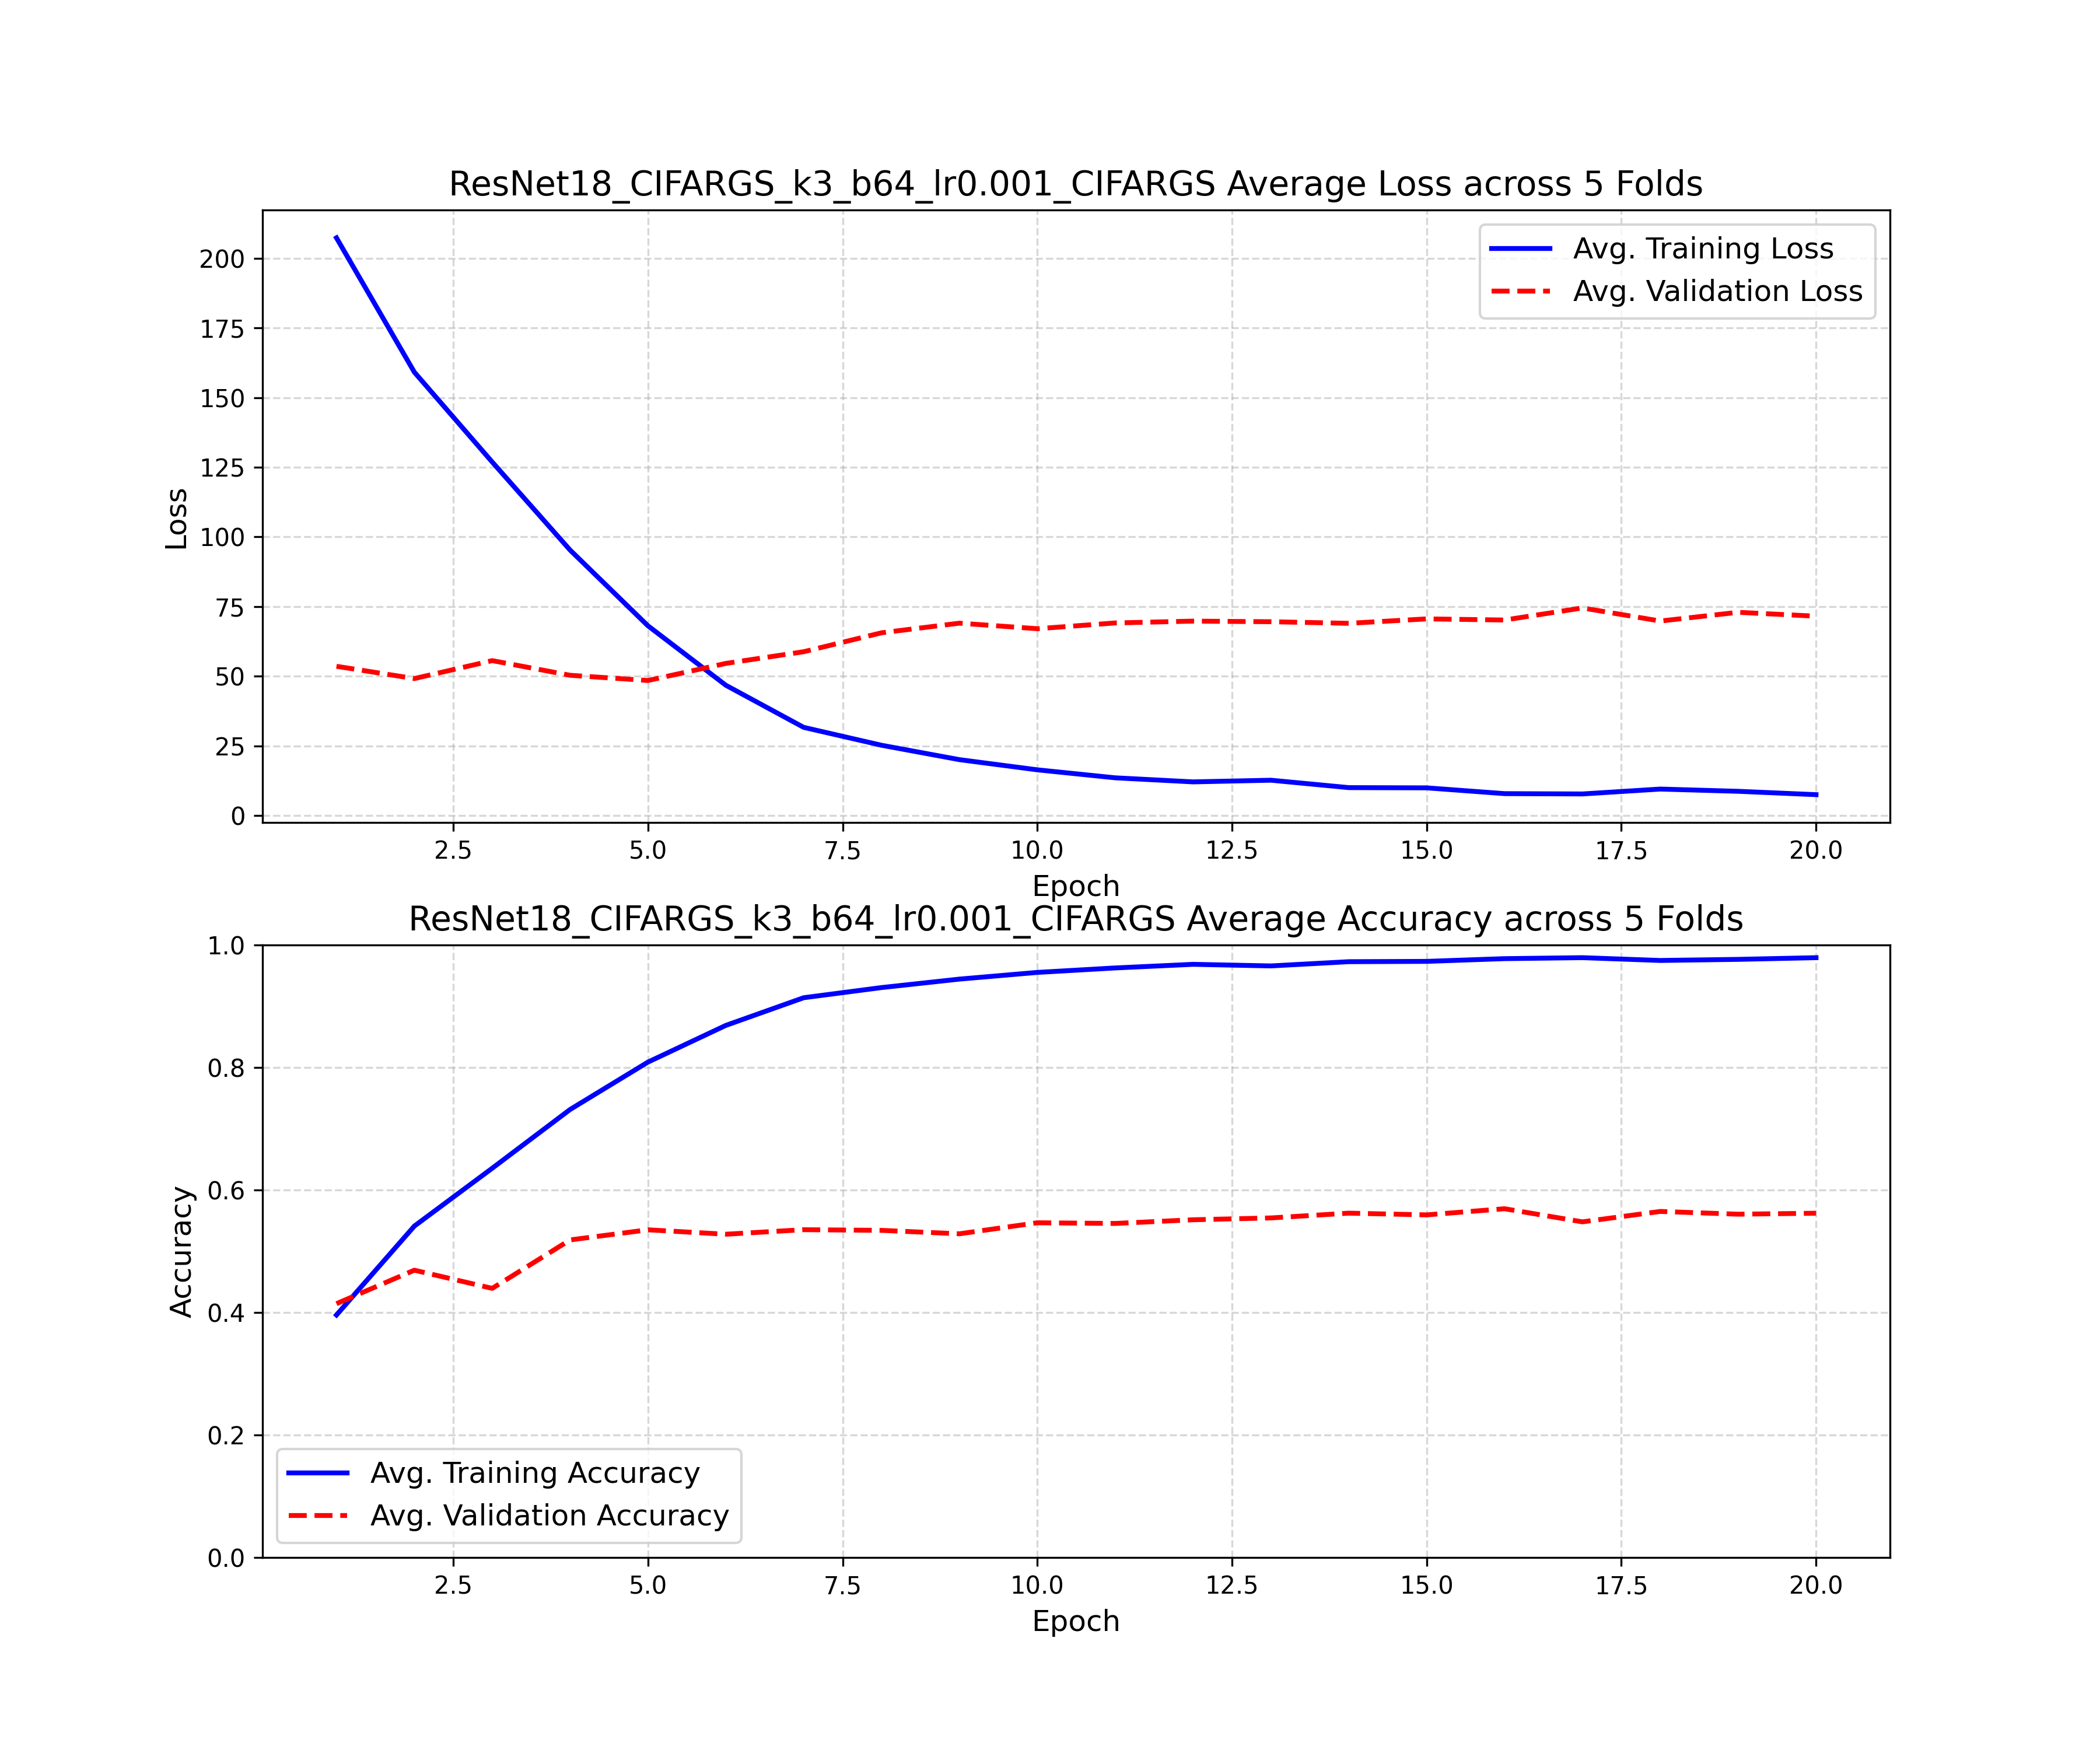 ResNet18_CIFARGS_k3_b64_lr0.001_CIFARGS Average Loss across 5 Folds
Avg. Training Loss
Avg. Validation Loss
Loss
200
175
150
125
100
75
50
25
0
2.5 5.0 7.5 10.0 12.5 15.0 17.5 20.0
Epoch
ResNet18_CIFARGS_k3_b64_lr0.001_CIFARGS Average Accuracy across 5 Folds
Accuracy
1.0
0.8
0.6
0.4
0.2
0.0
Avg. Training Accuracy
Avg. Validation Accuracy
2.5 5.0 7.5 10.0 12.5 15.0 17.5 20.0
Epoch